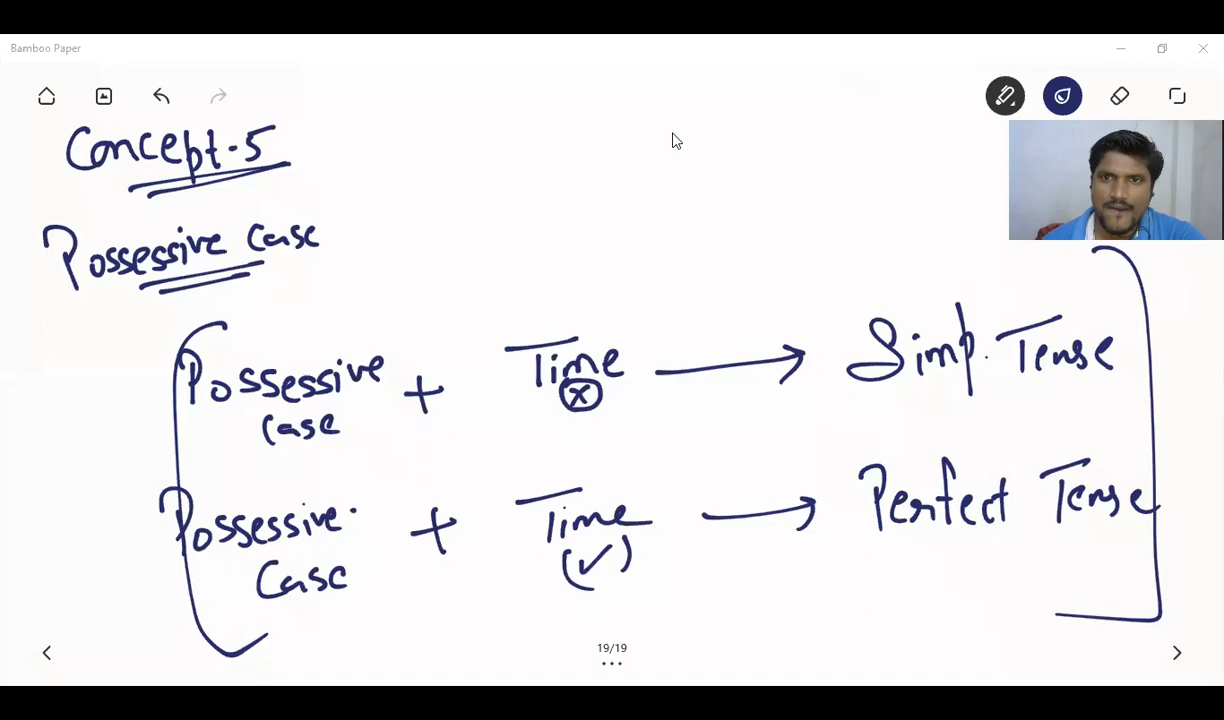 Bamboo Paper
Concept-5
Possessive case
Possessive case + Time (x) → Simp. Tense
Possessive. Case + Time (✓) → Perfect Tense
19/19